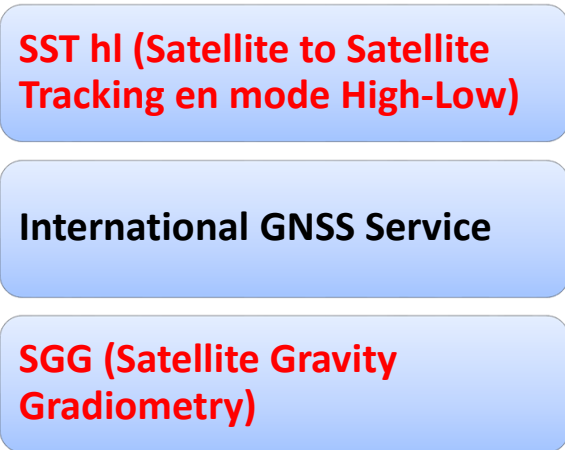 SST hl (Satellite to Satellite
Tracking en mode High-Low)
International GNSS Service
SGG (Satellite Gravity
Gradiometry)